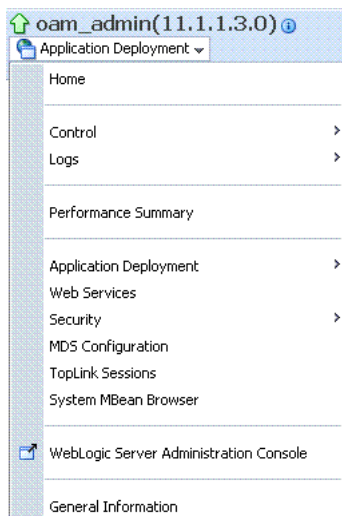 oam_admin(11.1.1.3.0)
Application Deployment
Home
Control
Logs
Performance Summary
Application Deployment
Web Services
Security
MDS Configuration
TopLink Sessions
System MBean Browser
WebLogic Server Administration Console
General Information